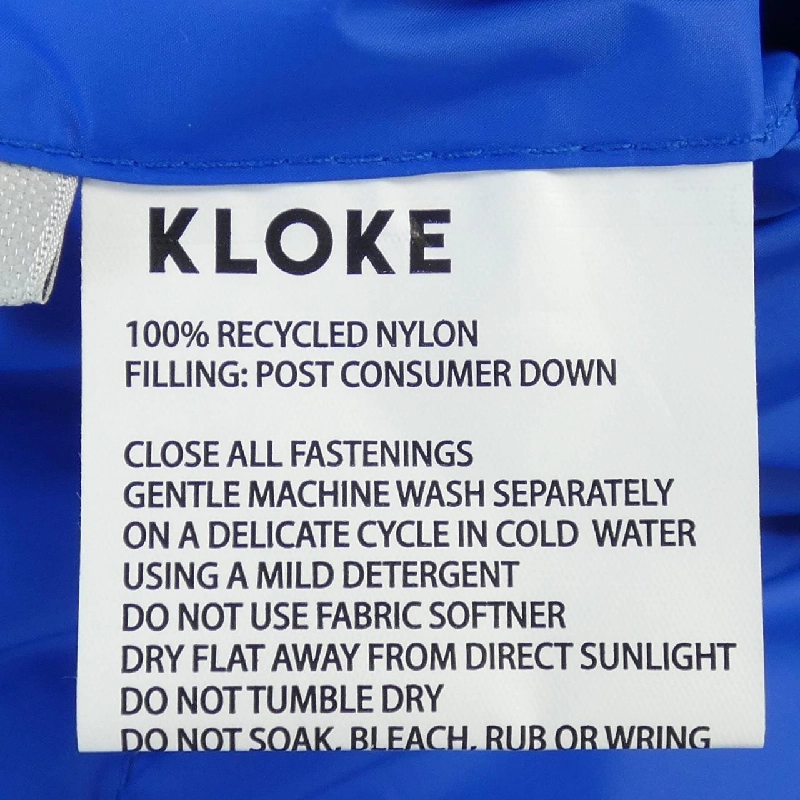 KLOKE
100% RECYCLED NYLON
FILLING: POST CONSUMER DOWN
CLOSE ALL FASTENINGS
GENTLE MACHINE WASH SEPARATELY
ON A DELICATE CYCLE IN COLD WATER
USING A MILD DETERGENT
DO NOT USE FABRIC SOFTNER
DRY FLAT AWAY FROM DIRECT SUNLIGHT
DO NOT TUMBLE DRY
DO NOT SOAK, BLEACH, RUB OR WRING